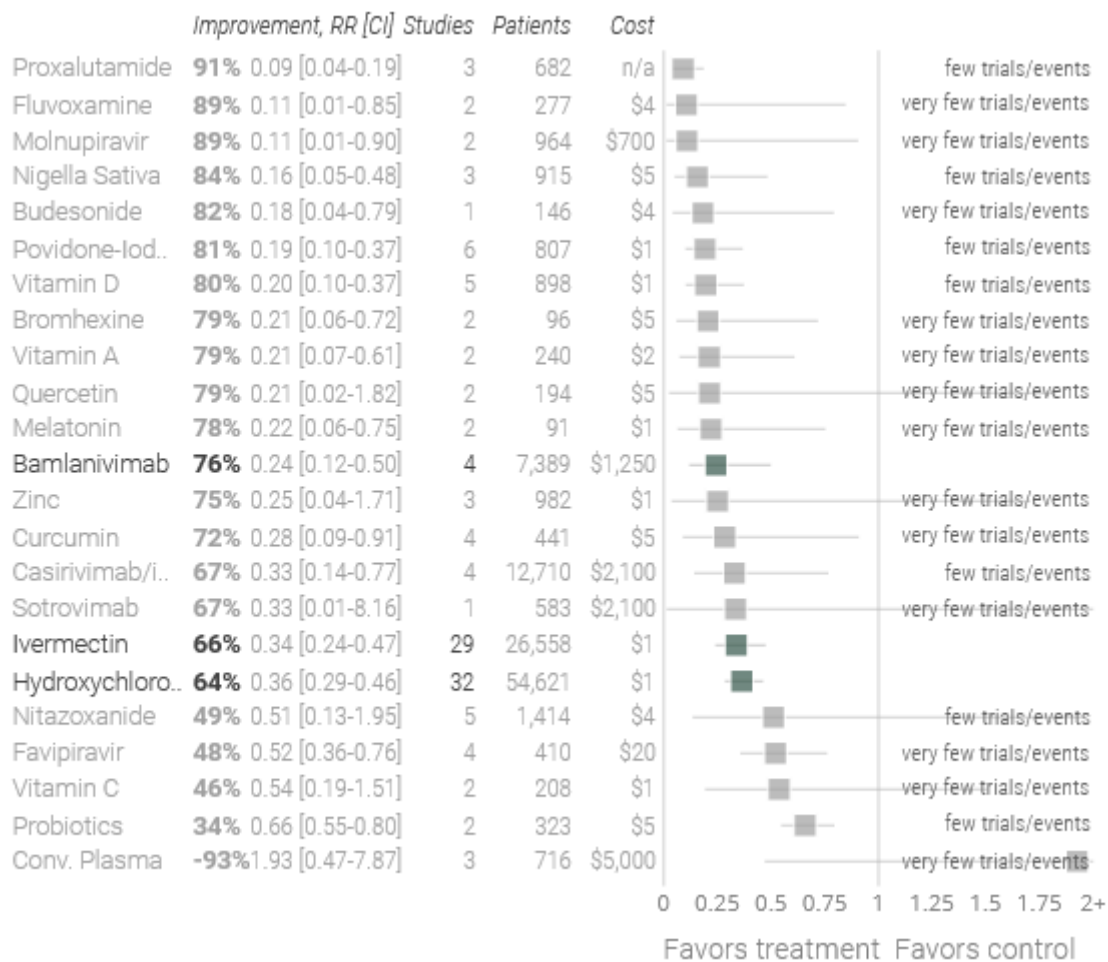 Improvement, RR [CI] Studies Patients Cost
Proxalutamide 91% 0.09 [0.04-0.19] 3 682 n/a few trials/events
Fluvoxamine 89% 0.11 [0.01-0.85] 2 277 $4 very few trials/events
Molnupiravir 89% 0.11 [0.01-0.90] 2 964 $700 very few trials/events
Nigella Sativa 84% 0.16 [0.05-0.48] 3 915 $5 few trials/events
Budesonide 82% 0.18 [0.04-0.79] 1 146 $4 very few trials/events
Povidone-Iod.. 81% 0.19 [0.10-0.37] 6 807 $1 few trials/events
Vitamin D 80% 0.20 [0.10-0.37] 5 898 $1 few trials/events
Bromhexine 79% 0.21 [0.06-0.72] 2 96 $5 very few trials/events
Vitamin A 79% 0.21 [0.07-0.61] 2 240 $2 very few trials/events
Quercetin 79% 0.21 [0.02-1.82] 2 194 $5 very few trials/events
Melatonin 78% 0.22 [0.06-0.75] 2 91 $1 very few trials/events
Bamlanivimab 76% 0.24 [0.12-0.50] 4 7,389 $1,250
Zinc 75% 0.25 [0.04-1.71] 3 982 $1 very few trials/events
Curcumin 72% 0.28 [0.09-0.91] 4 441 $5 very few trials/events
Casirivimab/i.. 67% 0.33 [0.14-0.77] 4 12,710 $2,100 few trials/events
Sotrovimab 67% 0.33 [0.01-8.16] 1 583 $2,100 very few trials/events
Ivermectin 66% 0.34 [0.24-0.47] 29 26,558 $1
Hydroxychloro.. 64% 0.36 [0.29-0.46] 32 54,621 $1
Nitazoxanide 49% 0.51 [0.13-1.95] 5 1,414 $4 few trials/events
Favipiravir 48% 0.52 [0.36-0.76] 4 410 $20 very few trials/events
Vitamin C 46% 0.54 [0.19-1.51] 2 208 $1 very few trials/events
Probiotics 34% 0.66 [0.55-0.80] 2 323 $5 few trials/events
Conv. Plasma -93% 1.93 [0.47-7.87] 3 716 $5,000 very few trials/events
0 0.25 0.5 0.75 1 1.25 1.5 1.75 2+
Favors treatment Favors control